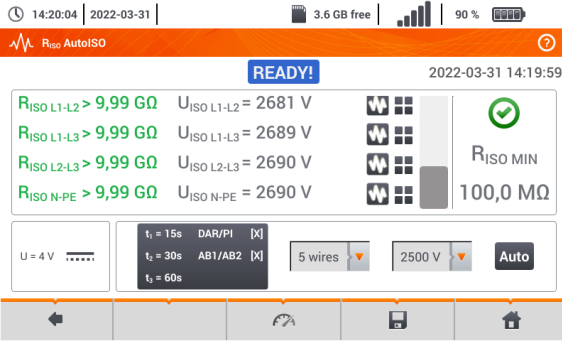 14:20:04 2022-03-31 3.6 GB free 90 %
RISO AutoISO ?
READY! 2022-03-31 14:19:59
RISO L1-L2 > 9,99 GΩ UISO L1-L2 = 2681 V
RISO L1-L3 > 9,99 GΩ UISO L1-L3 = 2689 V
RISO L2-L3 > 9,99 GΩ UISO L2-L3 = 2690 V
RISO N-PE > 9,99 GΩ UISO N-PE = 2690 V
RISO MIN
100,0 MΩ
U = 4 V
t1 = 15s DAR/PI [X]
t2 = 30s AB1/AB2 [X]
t3 = 60s
5 wires 2500 V Auto